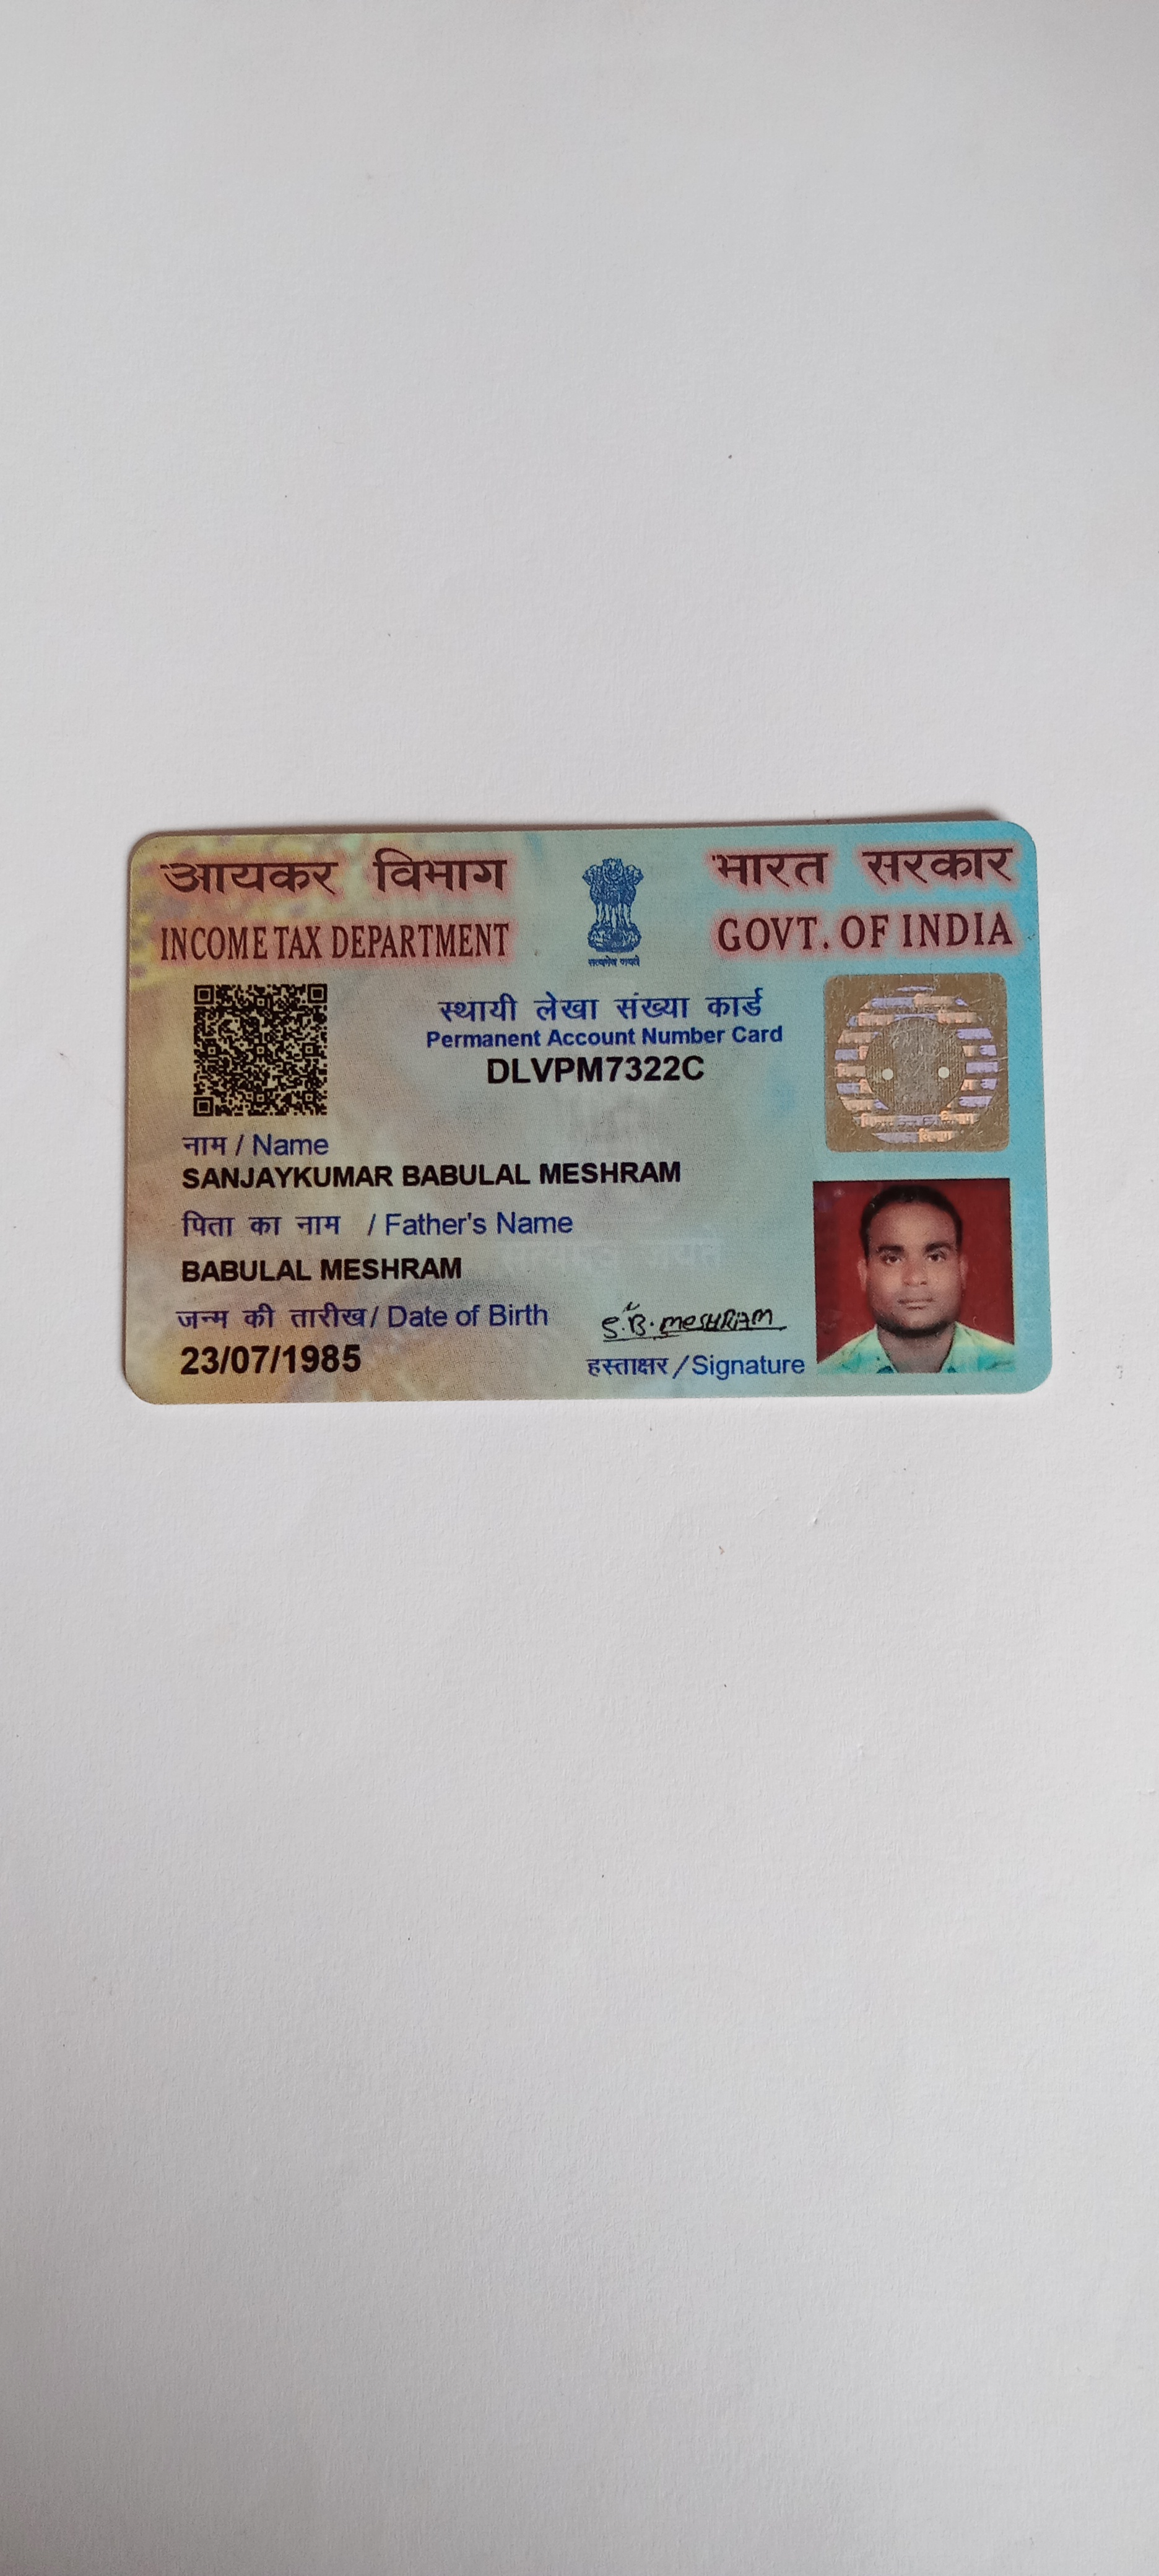 आयकर विभाग
भारत सरकार
INCOME TAX DEPARTMENT
GOVT. OF INDIA
सत्यमेव जयते
स्थायी लेखा संख्या कार्ड
Permanent Account Number Card
DLVPM7322C
नाम / Name
SANJAYKUMAR BABULAL MESHRAM
पिता का नाम / Father's Name
BABULAL MESHRAM
जन्म की तारीख / Date of Birth
23/07/1985
S.B. MESHRAM
हस्ताक्षर / Signature